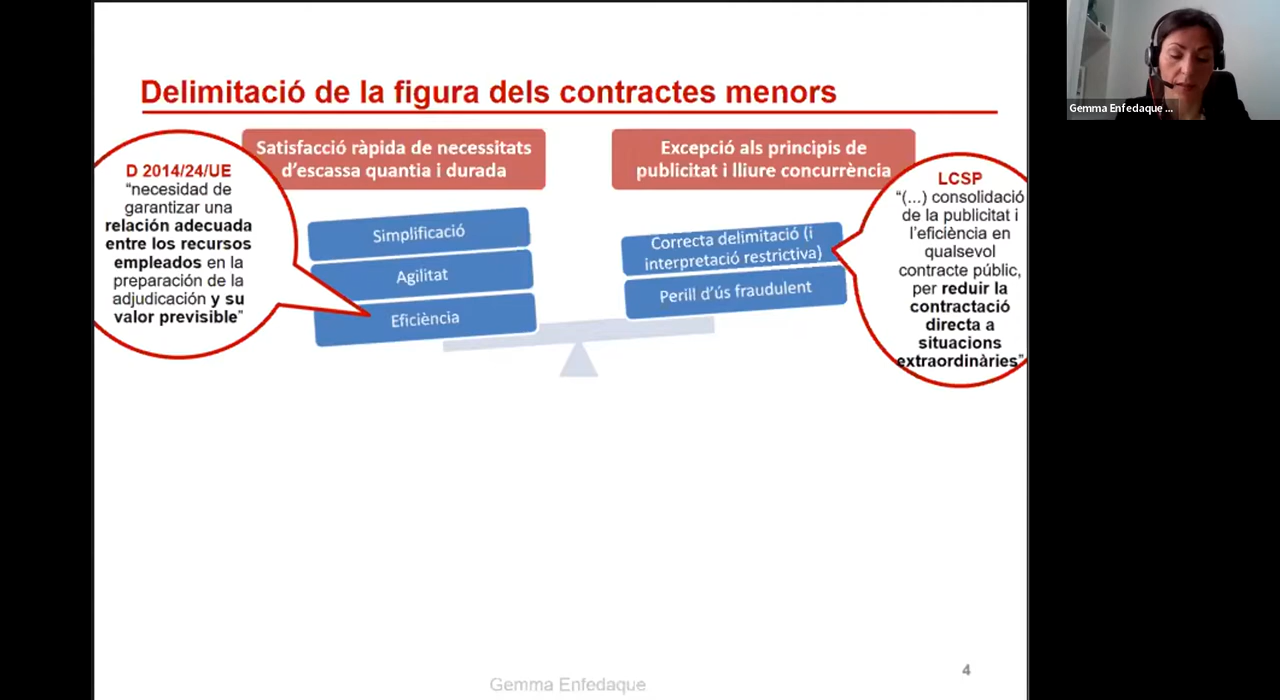 Delimitació de la figura dels contractes menors
D 2014/24/UE
“necesidad de
garantizar una
relación adecuada
entre los recursos
empleados en la
preparación de la
adjudicación y su
valor previsible”
Satisfacció ràpida de necessitats
d’escassa quantia i durada
Simplificació
Agilitat
Eficiència
Excepció als principis de
publicitat i lliure concurrència
Correcta delimitació (i
interpretació restrictiva)
Perill d’ús fraudulent
LCSP
“(...) consolidació
de la publicitat i
l’eficiència en
qualsevol
contracte públic,
per reduir la
contractació
directa a
situacions
extraordinàries”
Gemma Enfedaque
4
Gemma Enfedaque ...